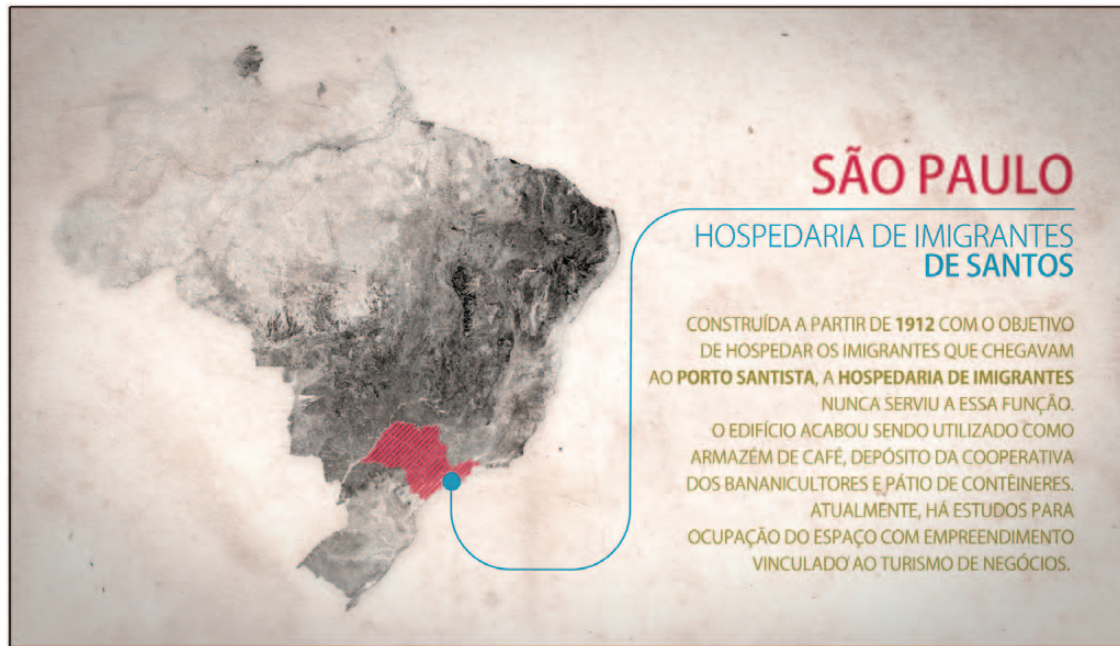 SÃO PAULO
HOSPEDARIA DE IMIGRANTES
DE SANTOS
CONSTRUÍDA A PARTIR DE 1912 COM O OBJETIVO
DE HOSPEDAR OS IMIGRANTES QUE CHEGAVAM
AO PORTO SANTISTA, A HOSPEDARIA DE IMIGRANTES
NUNCA SERVIU A ESSA FUNÇÃO.
O EDIFÍCIO ACABOU SENDO UTILIZADO COMO
ARMAZÉM DE CAFÉ, DEPÓSITO DA COOPERATIVA
DOS BANANICULTORES E PÁTIO DE CONTÊINERES.
ATUALMENTE, HÁ ESTUDOS PARA
OCUPAÇÃO DO ESPAÇO COM EMPREENDIMENTO
VINCULADO AO TURISMO DE NEGÓCIOS.